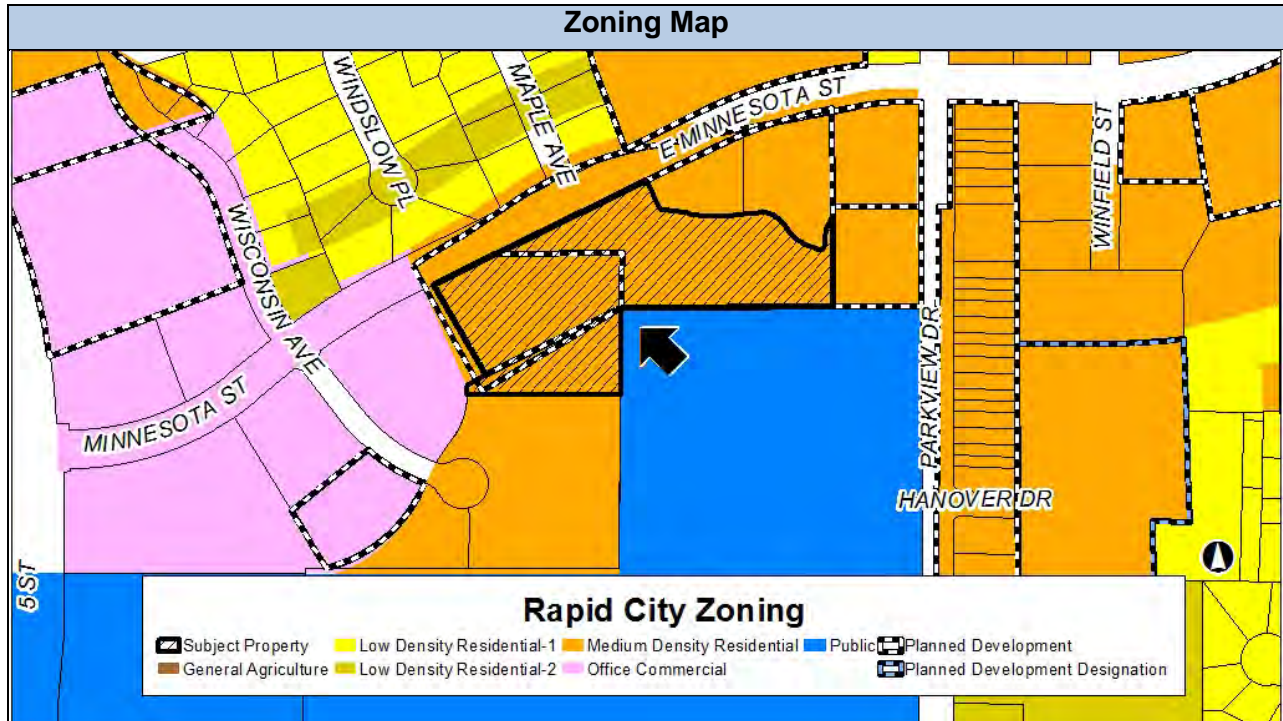 Zoning Map
WINDSLOW PL
MAPLE AVE
E MINNESOTA ST
WINFIELD ST
WISCONSIN AVE
MINNESOTA ST
PARKVIEW DR
HANOVER DR
5 ST
Rapid City Zoning
Subject Property Low Density Residential-1 Medium Density Residential Public Planned Development
General Agriculture Low Density Residential-2 Office Commercial Planned Development Designation